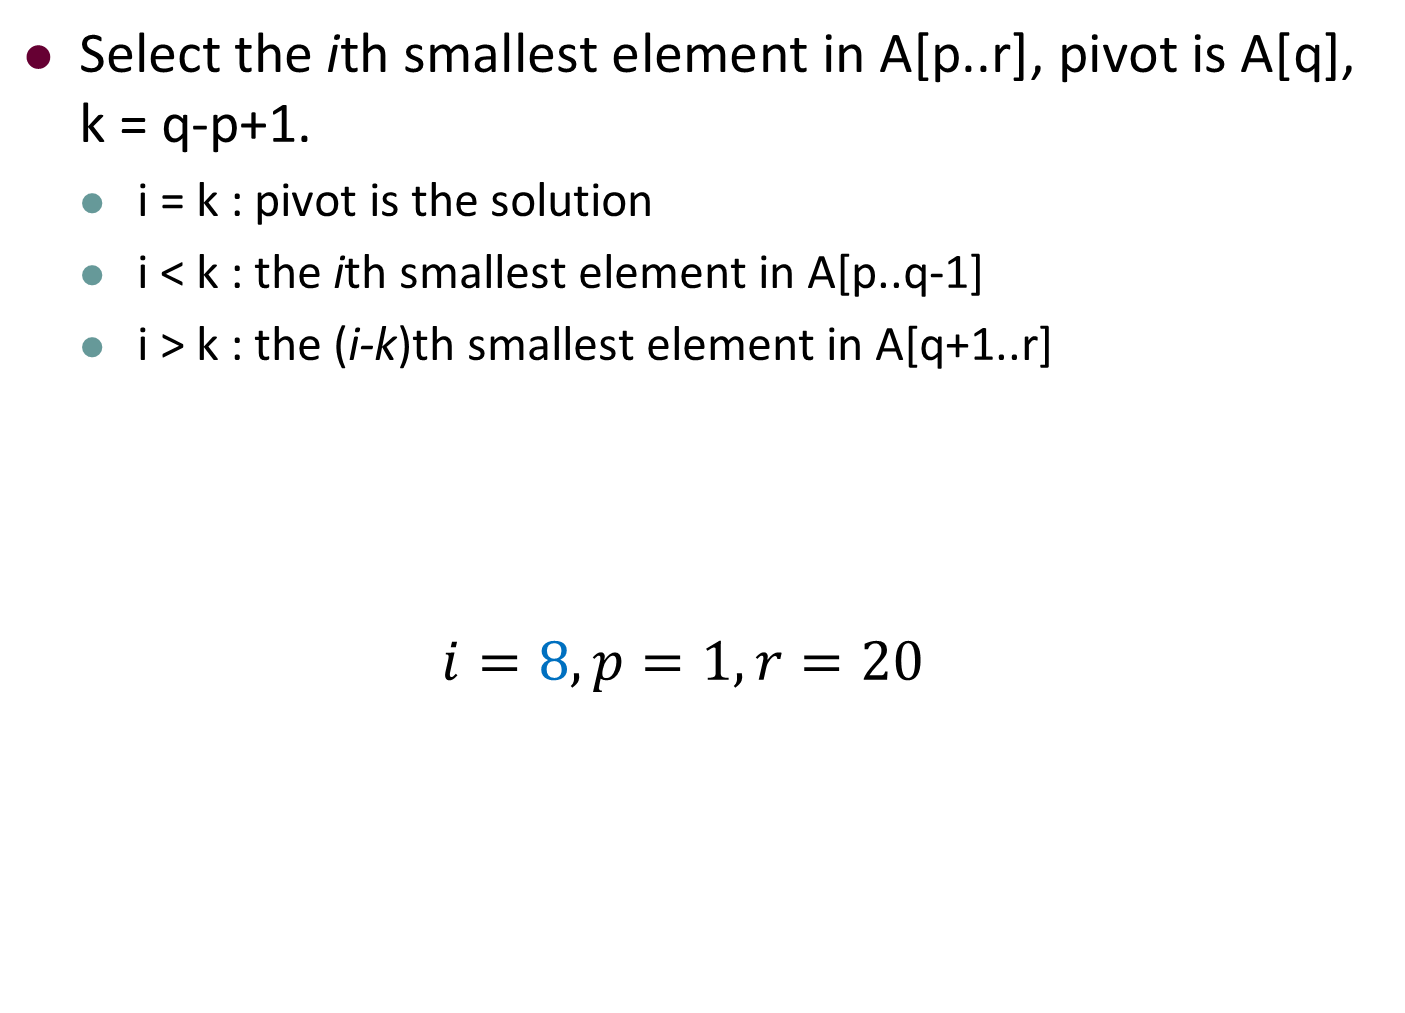 ● Select the ith smallest element in A[p..r], pivot is A[q],
k = q-p+1.
● i = k : pivot is the solution
● i < k : the ith smallest element in A[p..q-1]
● i > k : the (i-k)th smallest element in A[q+1..r]
i = 8, p = 1, r = 20